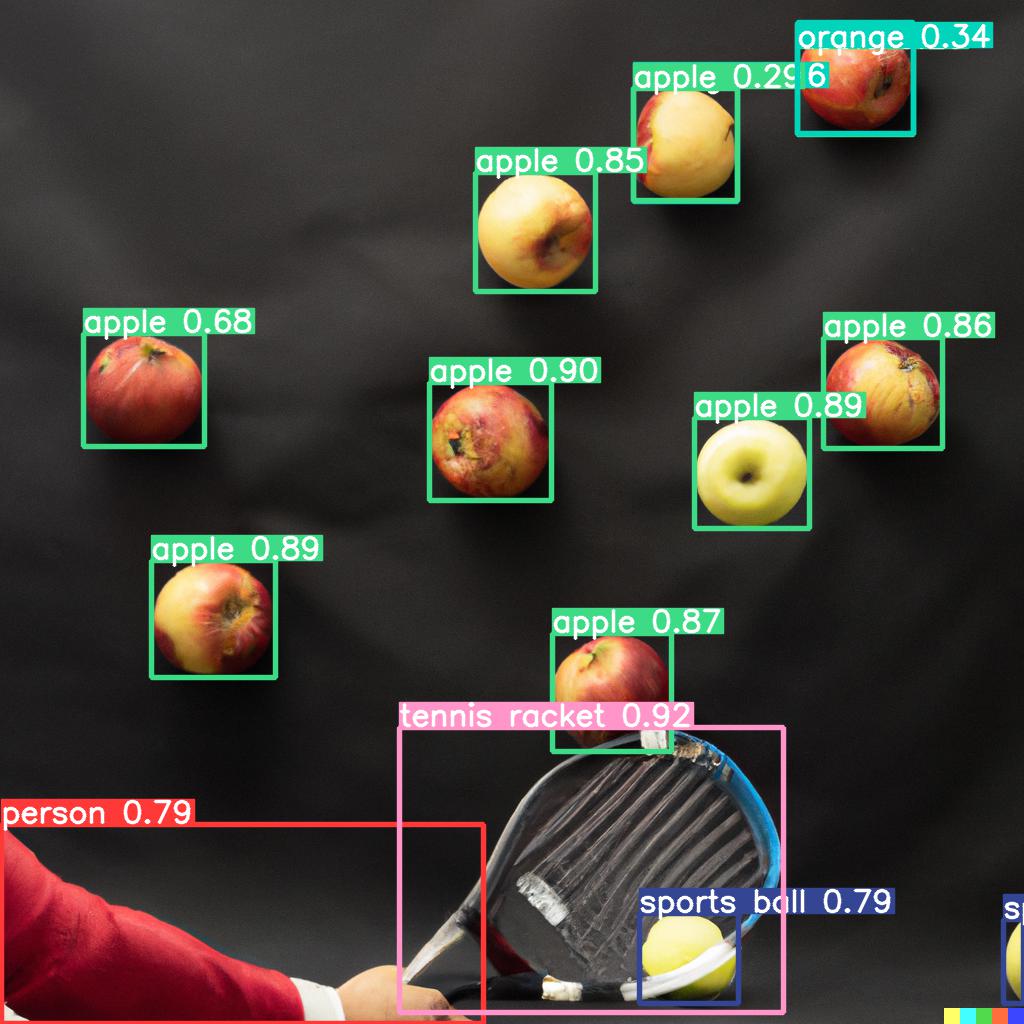 orange 0.34
apple 0.29
6
apple 0.85
apple 0.68
apple 0.86
apple 0.90
apple 0.89
apple 0.89
apple 0.87
tennis racket 0.92
person 0.79
sports ball 0.79